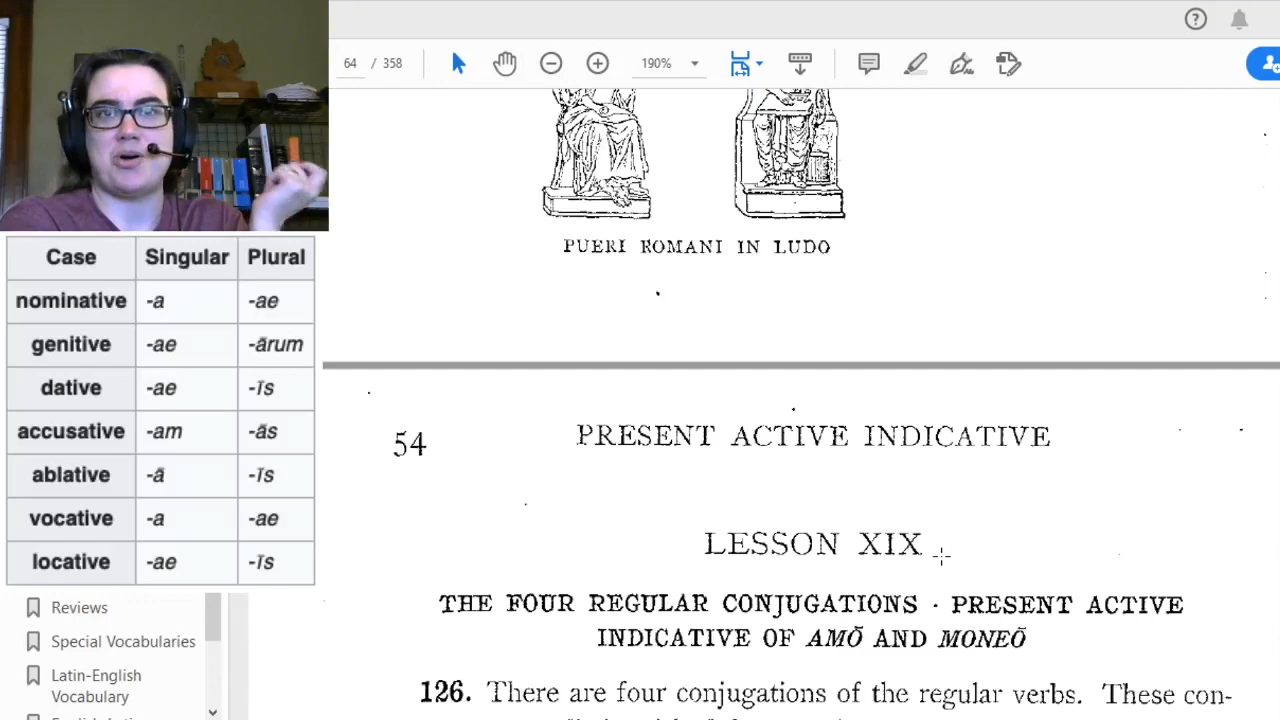 64 / 358
190%
PUERI ROMANI IN LUDO
Case Singular Plural
nominative -a -ae
genitive -ae -ārum
dative -ae -īs
accusative -am -ās
ablative -ā -īs
vocative -a -ae
locative -ae -īs
Reviews
Special Vocabularies
Latin-English
Vocabulary
54 PRESENT ACTIVE INDICATIVE
LESSON XIX
THE FOUR REGULAR CONJUGATIONS · PRESENT ACTIVE
INDICATIVE OF AMŌ AND MONEŌ
126. There are four conjugations of the regular verbs. These con-